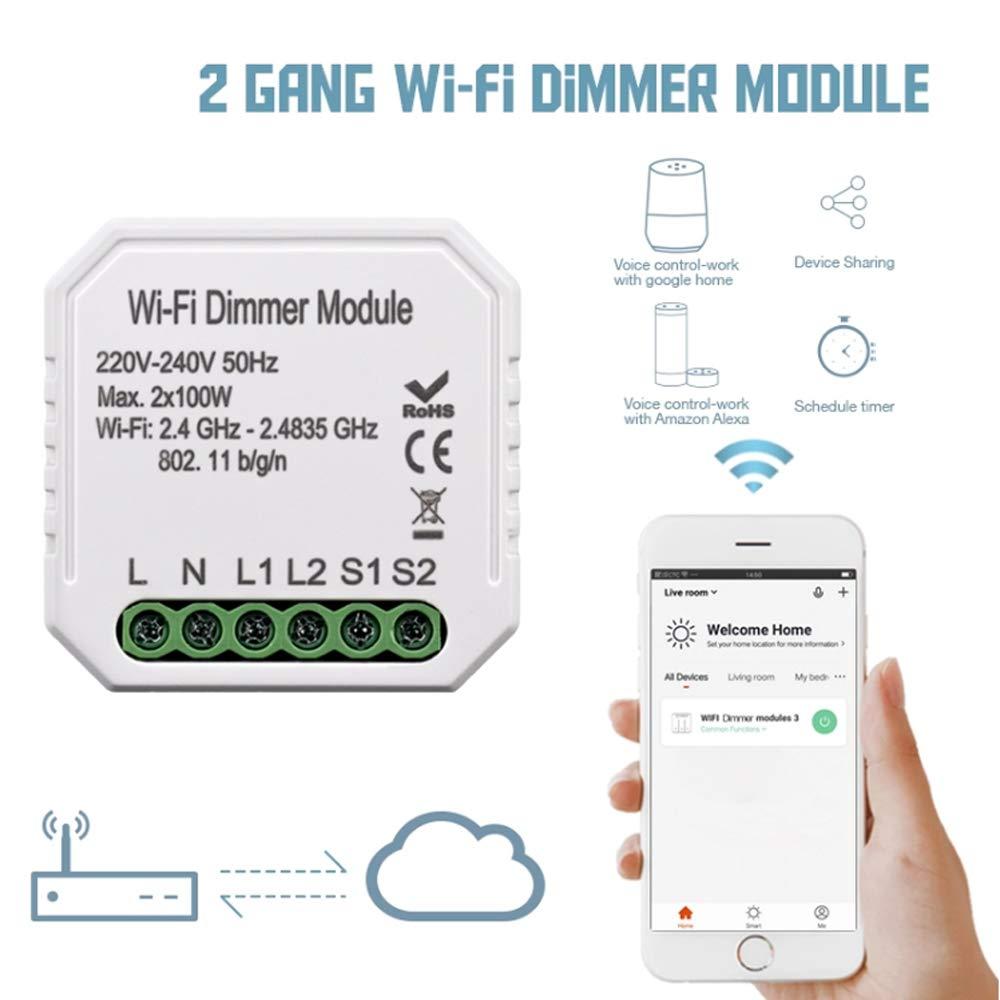 2 GANG Wi-Fi DiMMER MODULE
Voice control-work
with google home
Device Sharing
Voice control-work
with Amazon Alexa
Schedule timer
Wi-Fi Dimmer Module
220V-240V 50Hz
Max. 2x100W
Wi-Fi: 2.4 GHz - 2.4835 GHz
802. 11 b/g/n
RoHS
CE
L N L1 L2 S1 S2
14:50
Live room
Welcome Home
Set your home location for more information >
All Devices Living room My bedr ···
WIFI Dimmer modules 3
Common Functions
Home Smart Me